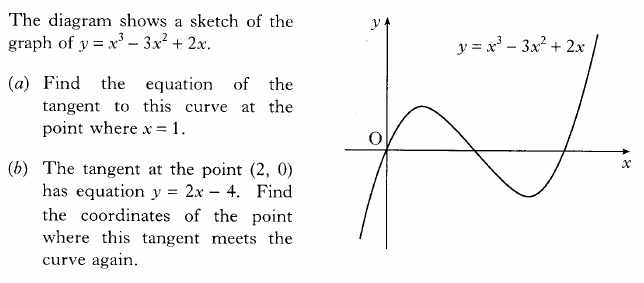 The diagram shows a sketch of the
graph of y = x³ – 3x² + 2x.
(a) Find the equation of the
tangent to this curve at the
point where x = 1.
(b) The tangent at the point (2, 0)
has equation y = 2x – 4. Find
the coordinates of the point
where this tangent meets the
curve again.
y
y = x³ – 3x² + 2x
O
x